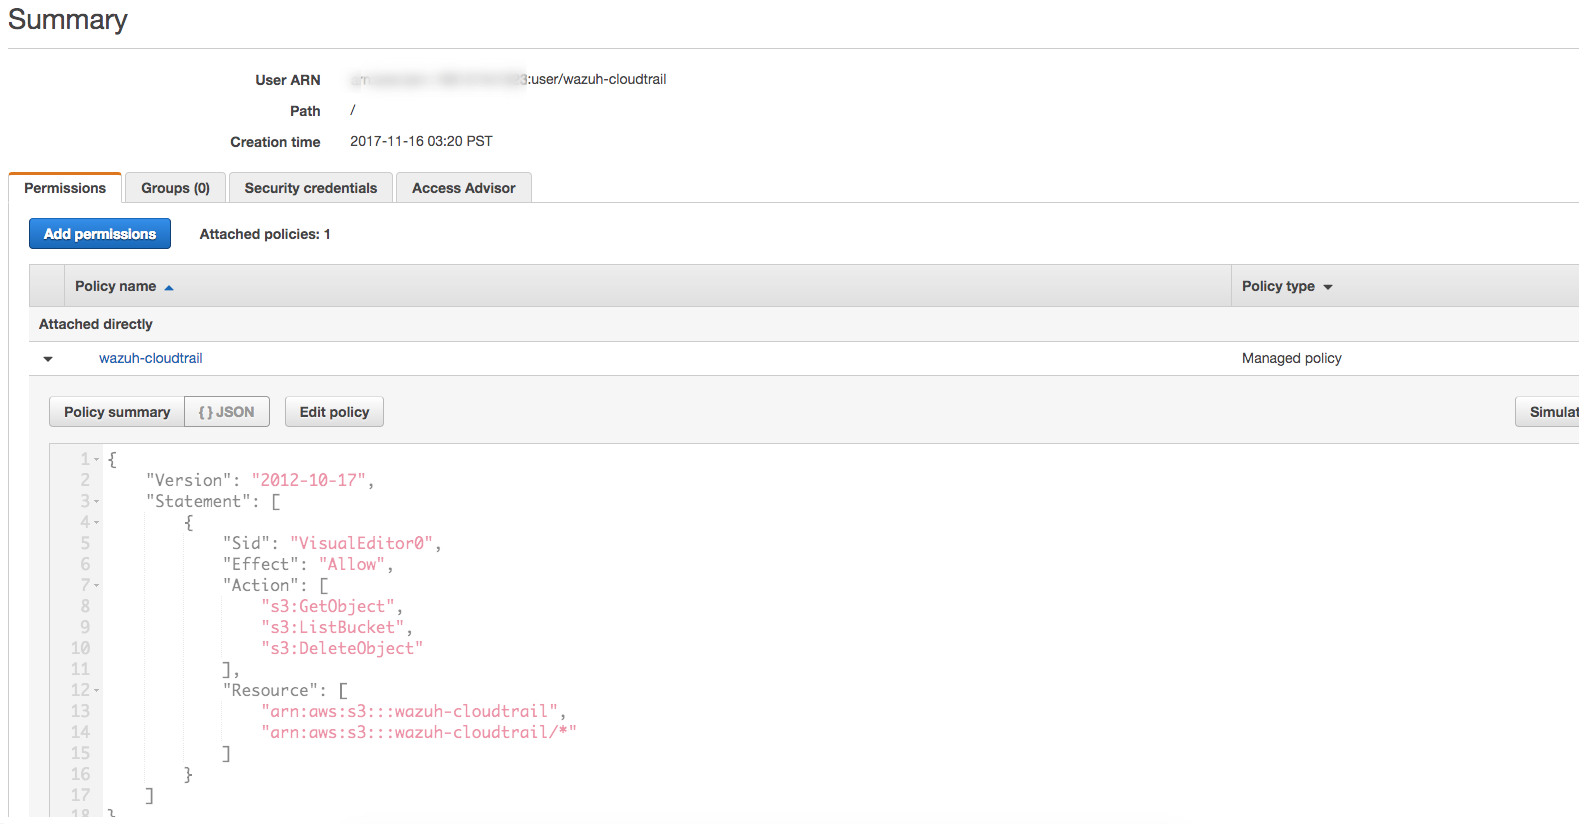 Summary
User ARN :user/wazuh-cloudtrail
Path /
Creation time 2017-11-16 03:20 PST
Permissions Groups (0) Security credentials Access Advisor
Add permissions Attached policies: 1
Policy name Policy type
Attached directly
wazuh-cloudtrail Managed policy
Policy summary { } JSON Edit policy Simulat
1 {
2 "Version": "2012-10-17",
3 "Statement": [
4 {
5 "Sid": "VisualEditor0",
6 "Effect": "Allow",
7 "Action": [
8 "s3:GetObject",
9 "s3:ListBucket",
10 "s3:DeleteObject"
11 ],
12 "Resource": [
13 "arn:aws:s3:::wazuh-cloudtrail",
14 "arn:aws:s3:::wazuh-cloudtrail/*"
15 ]
16 }
17 ]
18 }